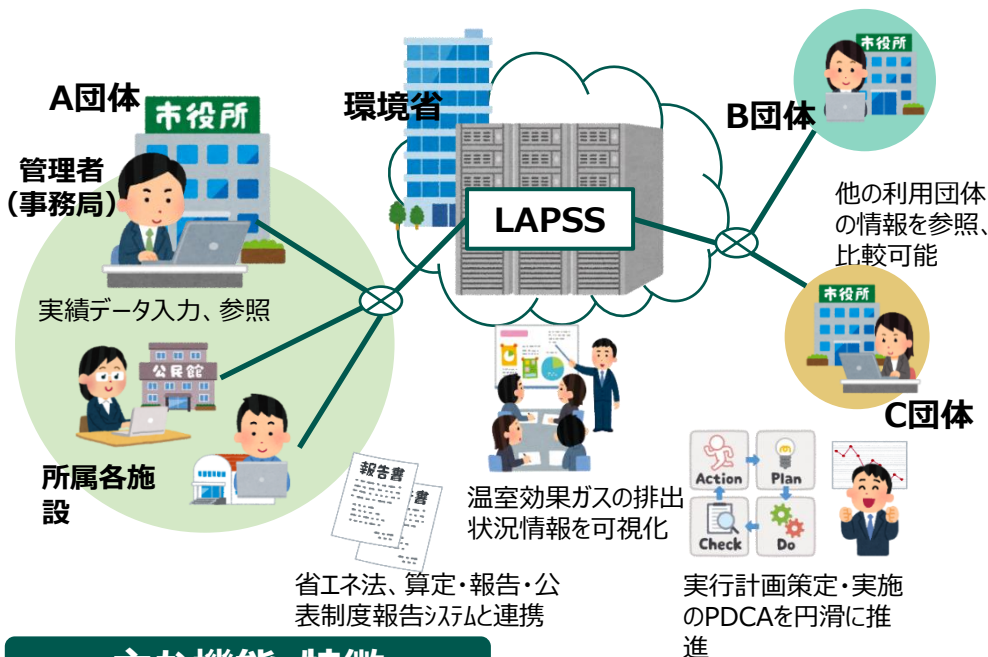 A団体
市役所
管理者
（事務局）
実績データ入力、参照
公民館
所属各施
設
環境省
LAPSS
B団体
市役所
他の利用団体
の情報を参照、
比較可能
市役所
C団体
報告書
書
省エネ法、算定・報告・公
表制度報告システムと連携
温室効果ガスの排出
状況情報を可視化
Action
Plan
Check
Do
実行計画策定・実施
のPDCAを円滑に推
進